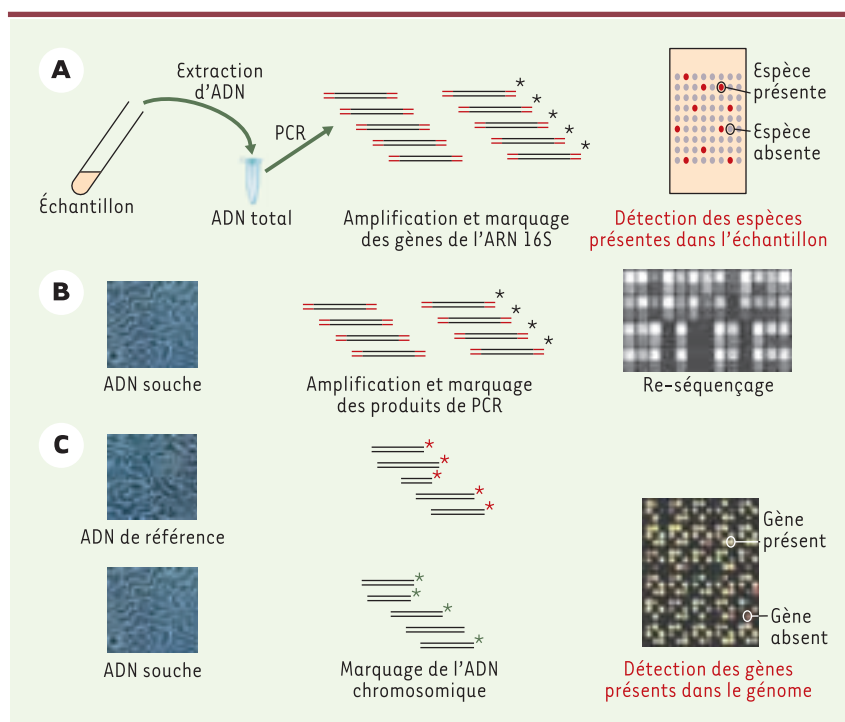 A
Extraction
d'ADN
PCR
Échantillon
ADN total
Amplification et marquage
des gènes de l'ARN 16S
Espèce
présente
Espèce
absente
Détection des espèces
présentes dans l'échantillon
B
ADN souche
Amplification et marquage
des produits de PCR
Re-séquençage
C
ADN de référence
ADN souche
Marquage de l'ADN
chromosomique
Gène
présent
Gène
absent
Détection des gènes
présents dans le génome